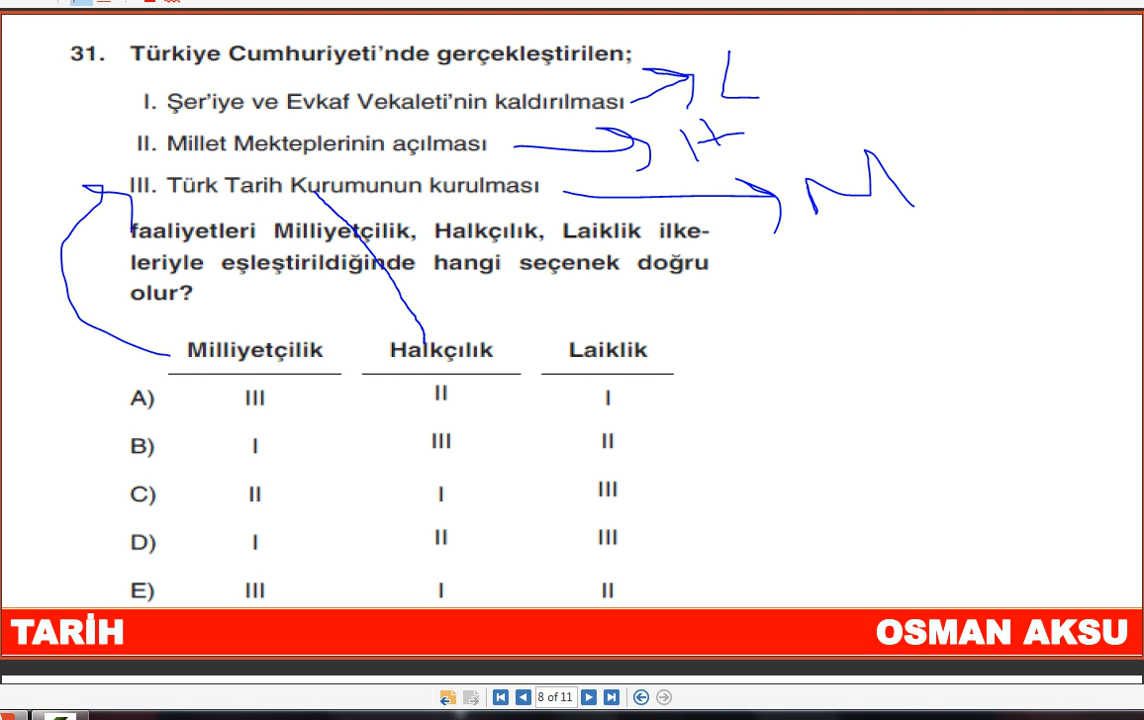 31. Türkiye Cumhuriyeti'nde gerçekleştirilen;
I. Şer'iye ve Evkaf Vekaleti'nin kaldırılması L
II. Millet Mekteplerinin açılması H
III. Türk Tarih Kurumunun kurulması M
faaliyetleri Milliyetçilik, Halkçılık, Laiklik ilke-
leriyle eşleştirildiğinde hangi seçenek doğru
olur?
Milliyetçilik Halkçılık Laiklik
A) III II I
B) I III II
C) II I III
D) I II III
E) III I II
TARİH OSMAN AKSU
8 of 11